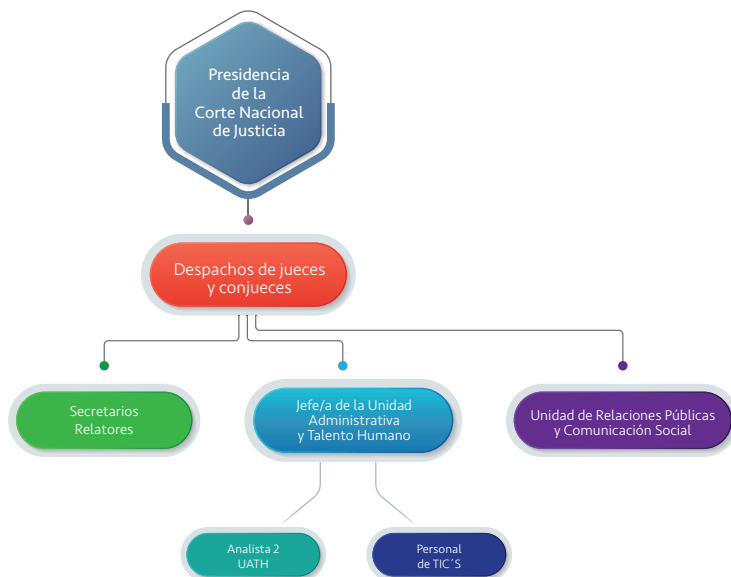 Presidencia
de la
Corte Nacional
de Justicia
Despachos de jueces
y conjueces
Secretarios
Relatores
Jefe/a de la Unidad
Administrativa
y Talento Humano
Unidad de Relaciones Públicas
y Comunicación Social
Analista 2
UATH
Personal
de TIC´S